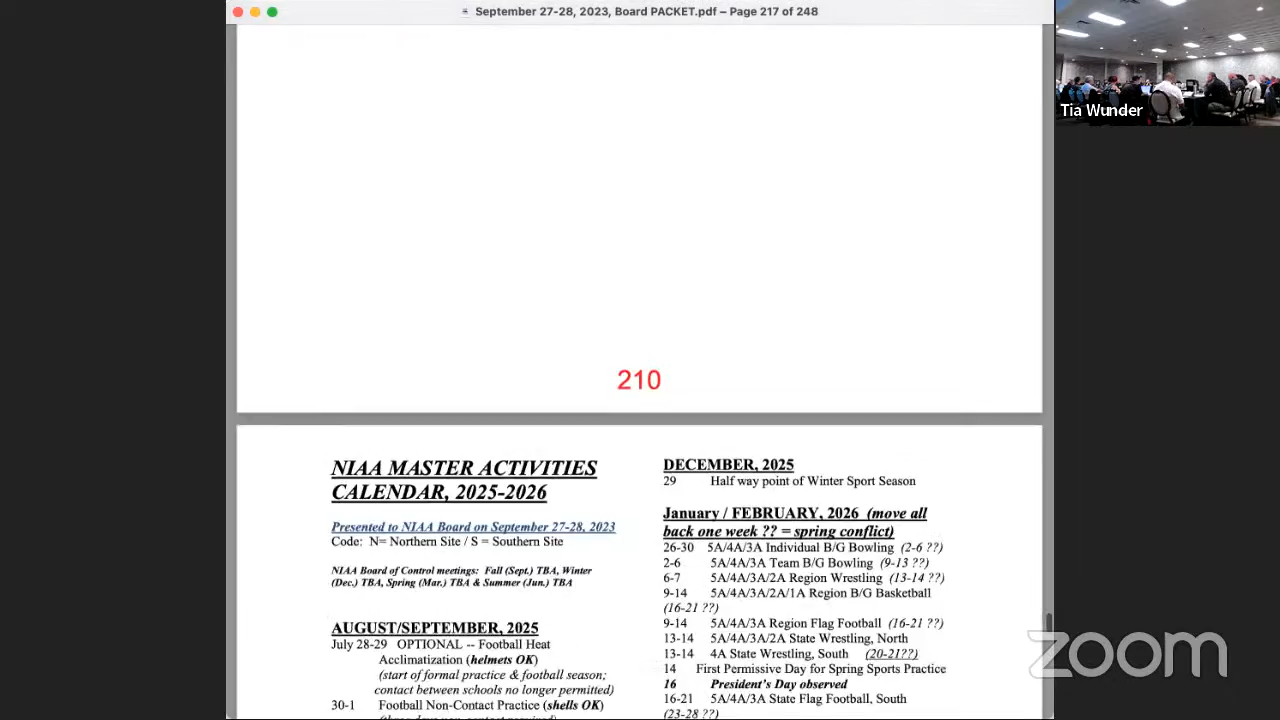 September 27-28, 2023, Board PACKET.pdf – Page 217 of 248
Tia Wunder
210
NIAA MASTER ACTIVITIES
CALENDAR, 2025-2026
Presented to NIAA Board on September 27-28, 2023
Code: N= Northern Site / S = Southern Site
NIAA Board of Control meetings: Fall (Sept.) TBA, Winter
(Dec.) TBA, Spring (Mar.) TBA & Summer (Jun.) TBA
AUGUST/SEPTEMBER, 2025
July 28-29 OPTIONAL -- Football Heat
Acclimatization (helmets OK)
(start of formal practice & football season;
contact between schools no longer permitted)
30-1 Football Non-Contact Practice (shells OK)
DECEMBER, 2025
29 Half way point of Winter Sport Season
January / FEBRUARY, 2026 (move all
back one week ?? = spring conflict)
26-30 5A/4A/3A Individual B/G Bowling (2-6 ??)
2-6 5A/4A/3A Team B/G Bowling (9-13 ??)
6-7 5A/4A/3A/2A Region Wrestling (13-14 ??)
9-14 5A/4A/3A/2A/1A Region B/G Basketball
(16-21 ??)
9-14 5A/4A/3A Region Flag Football (16-21 ??)
13-14 5A/4A/3A/2A State Wrestling, North
13-14 4A State Wrestling, South (20-21??)
14 First Permissive Day for Spring Sports Practice
16 President's Day observed
16-21 5A/4A/3A State Flag Football, South
(23-28 ??)
zoom